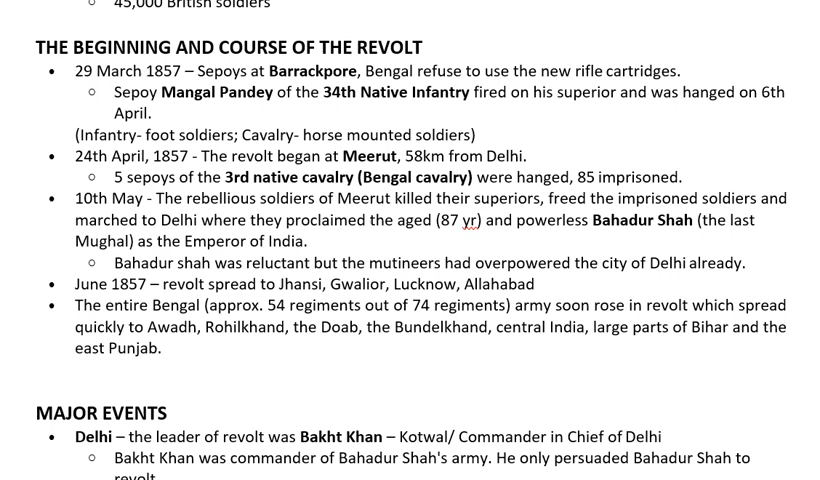 ○ 45,000 British soldiers
THE BEGINNING AND COURSE OF THE REVOLT
• 29 March 1857 – Sepoys at Barrackpore, Bengal refuse to use the new rifle cartridges.
○ Sepoy Mangal Pandey of the 34th Native Infantry fired on his superior and was hanged on 6th
April.
(Infantry- foot soldiers; Cavalry- horse mounted soldiers)
• 24th April, 1857 - The revolt began at Meerut, 58km from Delhi.
○ 5 sepoys of the 3rd native cavalry (Bengal cavalry) were hanged, 85 imprisoned.
• 10th May - The rebellious soldiers of Meerut killed their superiors, freed the imprisoned soldiers and
marched to Delhi where they proclaimed the aged (87 yr) and powerless Bahadur Shah (the last
Mughal) as the Emperor of India.
○ Bahadur shah was reluctant but the mutineers had overpowered the city of Delhi already.
• June 1857 – revolt spread to Jhansi, Gwalior, Lucknow, Allahabad
• The entire Bengal (approx. 54 regiments out of 74 regiments) army soon rose in revolt which spread
quickly to Awadh, Rohilkhand, the Doab, the Bundelkhand, central India, large parts of Bihar and the
east Punjab.
MAJOR EVENTS
• Delhi – the leader of revolt was Bakht Khan – Kotwal/ Commander in Chief of Delhi
○ Bakht Khan was commander of Bahadur Shah's army. He only persuaded Bahadur Shah to
revolt.